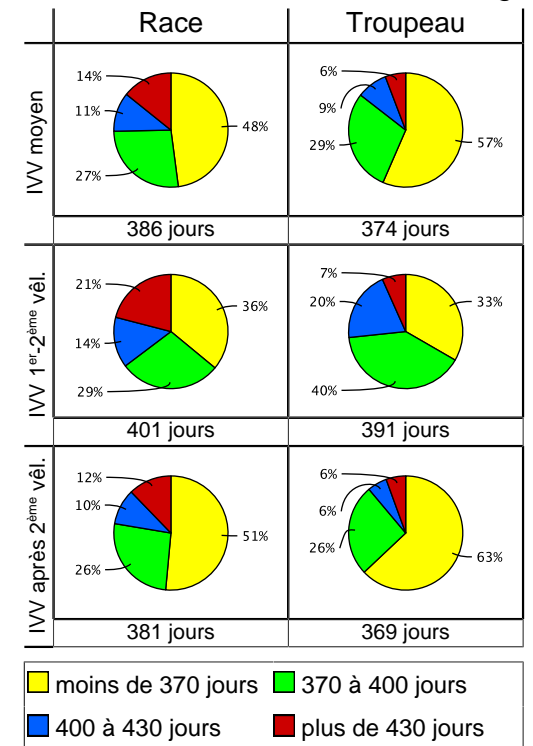 Race Troupeau
IVV moyen
14%
11%
27%
48%
6%
9%
29%
57%
386 jours 374 jours
IVV 1er-2ème vêl.
21%
14%
29%
36%
7%
20%
40%
33%
401 jours 391 jours
IVV après 2ème vêl.
12%
10%
26%
51%
6%
6%
26%
63%
381 jours 369 jours
moins de 370 jours 370 à 400 jours
400 à 430 jours plus de 430 jours